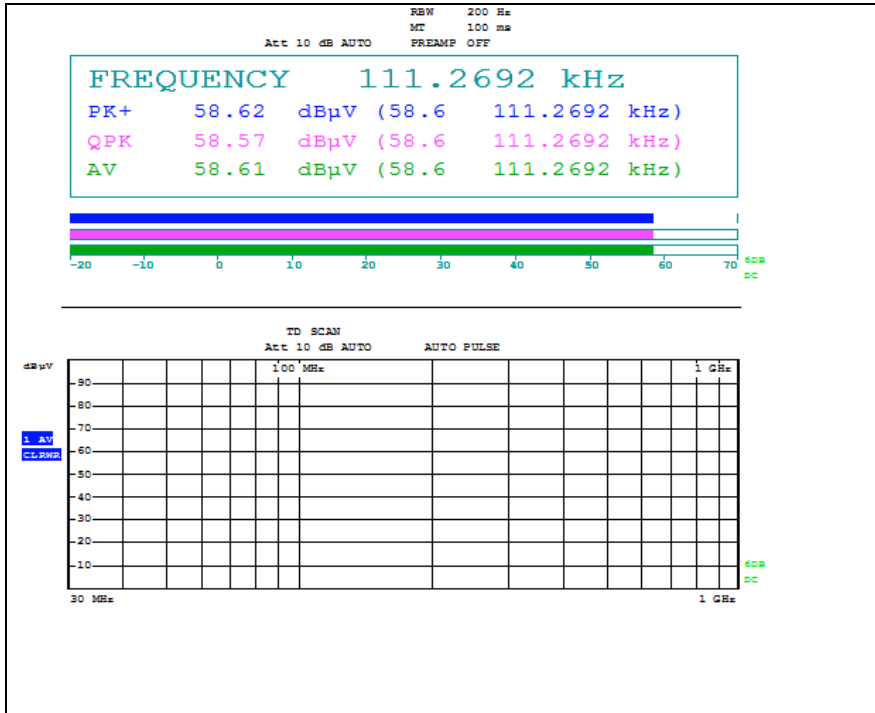 RBW 200 Hz
MT 100 ms
Att 10 dB AUTO PREAMP OFF
FREQUENCY 111.2692 kHz
PK+ 58.62 dBµV (58.6 111.2692 kHz)
QPK 58.57 dBµV (58.6 111.2692 kHz)
AV 58.61 dBµV (58.6 111.2692 kHz)
-20 -10 0 10 20 30 40 50 60 70
6DB
DC
TD SCAN
Att 10 dB AUTO AUTO PULSE
dBµV
100 MHz 1 GHz
90
80
70
1 AV
CLRWR
60
50
40
30
20
10
6DB
DC
30 MHz 1 GHz